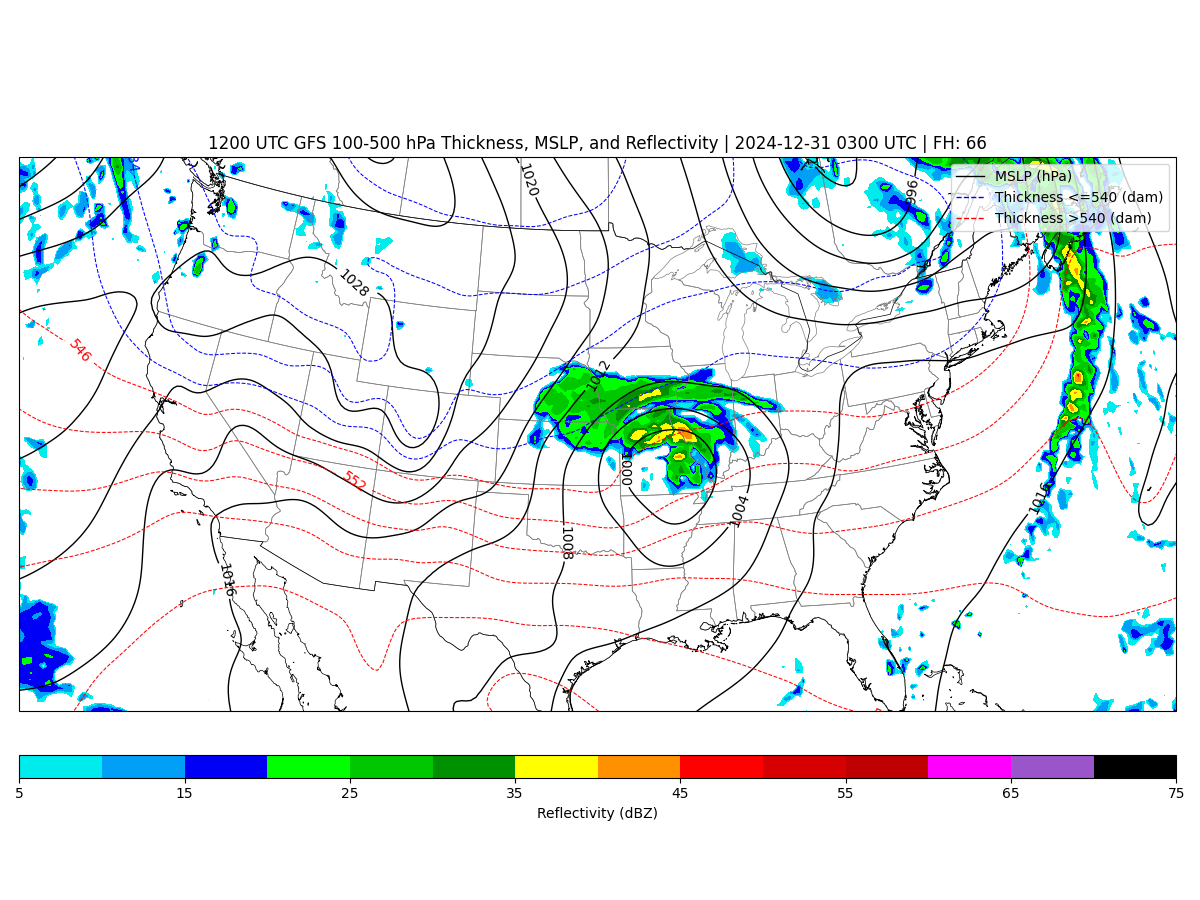 1200 UTC GFS 100-500 hPa Thickness, MSLP, and Reflectivity | 2024-12-31 0300 UTC | FH: 66
MSLP (hPa)
Thickness <=540 (dam)
Thickness >540 (dam)
1020
996
1028
546
1012
552
1000
1004
1016
1008
1016
5 15 25 35 45 55 65 75
Reflectivity (dBZ)